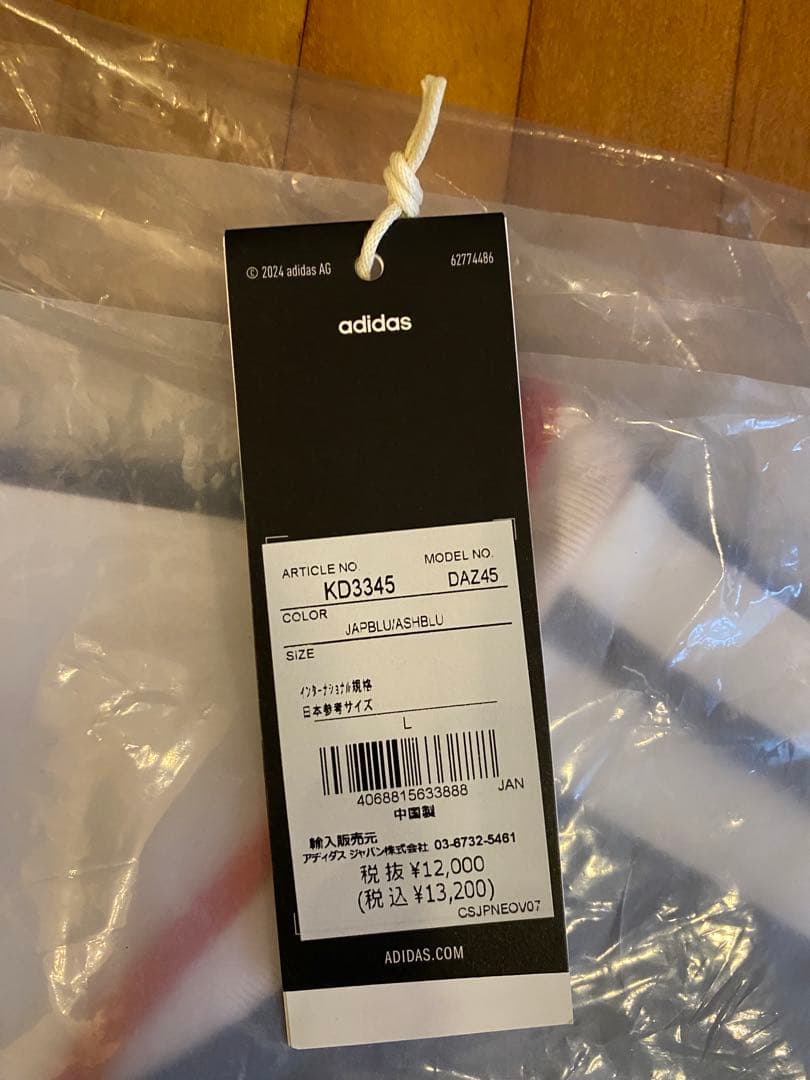 © 2024 adidas AG
62774486
adidas
ARTICLE NO.
KD3345
MODEL NO.
DAZ45
COLOR
JAPBLU/ASHBLU
SIZE
インターナショナル規格
日本参考サイズ
L
4068815633888 JAN
中国製
輸入販売元
アディダス ジャパン株式会社 03-6732-5461
税抜 ¥12,000
(税込 ¥13,200)
CSJPNEOV07
ADIDAS.COM